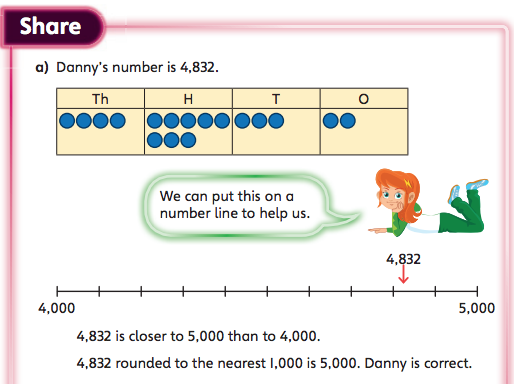 Share
a) Danny's number is 4,832.
Th H T O
We can put this on a
number line to help us.
4,832
4,000 5,000
4,832 is closer to 5,000 than to 4,000.
4,832 rounded to the nearest 1,000 is 5,000. Danny is correct.